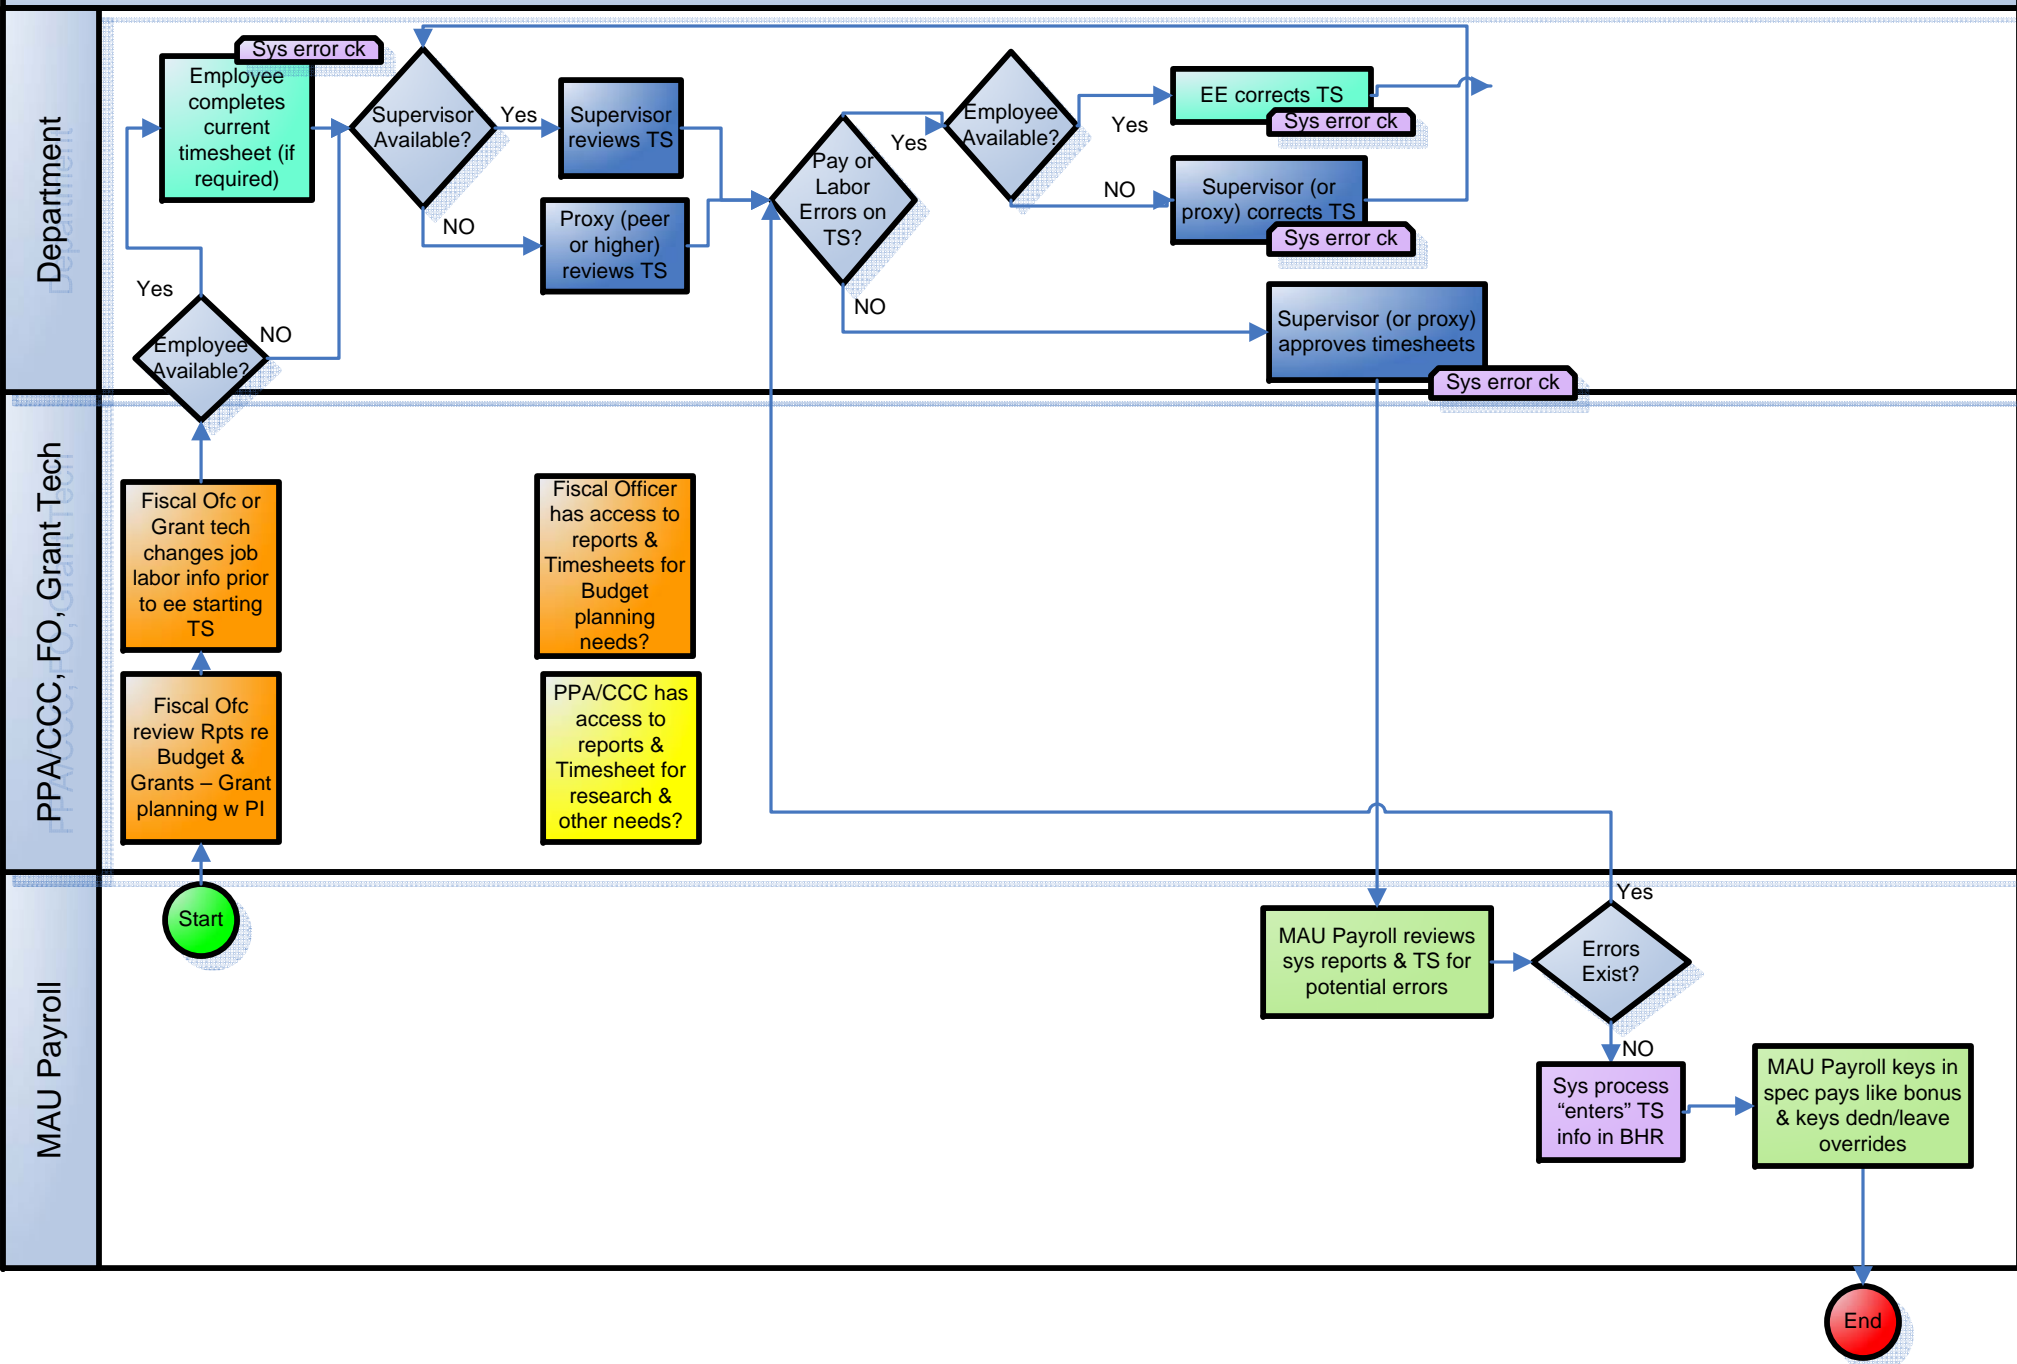 Department
Sys error ck
Employee
completes
current
timesheet (if
required)
Supervisor
Available?
Yes
Supervisor
reviews TS
NO
Proxy (peer
or higher)
reviews TS
Pay or
Labor
Errors on
TS?
Yes
Employee
Available?
Yes
EE corrects TS
Sys error ck
NO
Supervisor (or
proxy) corrects TS
Sys error ck
NO
Supervisor (or proxy)
approves timesheets
Sys error ck
Yes
Employee
Available?
NO
PPA/CCC, FO, Grant Tech
Fiscal Ofc or
Grant tech
changes job
labor info prior
to ee starting
TS
Fiscal Officer
has access to
reports &
Timesheets for
Budget
planning
needs?
Fiscal Ofc
review Rpts re
Budget &
Grants – Grant
planning w PI
PPA/CCC has
access to
reports &
Timesheet for
research &
other needs?
MAU Payroll
Start
MAU Payroll reviews
sys reports & TS for
potential errors
Yes
Errors
Exist?
NO
Sys process
“enters” TS
info in BHR
MAU Payroll keys in
spec pays like bonus
& keys dedn/leave
overrides
End